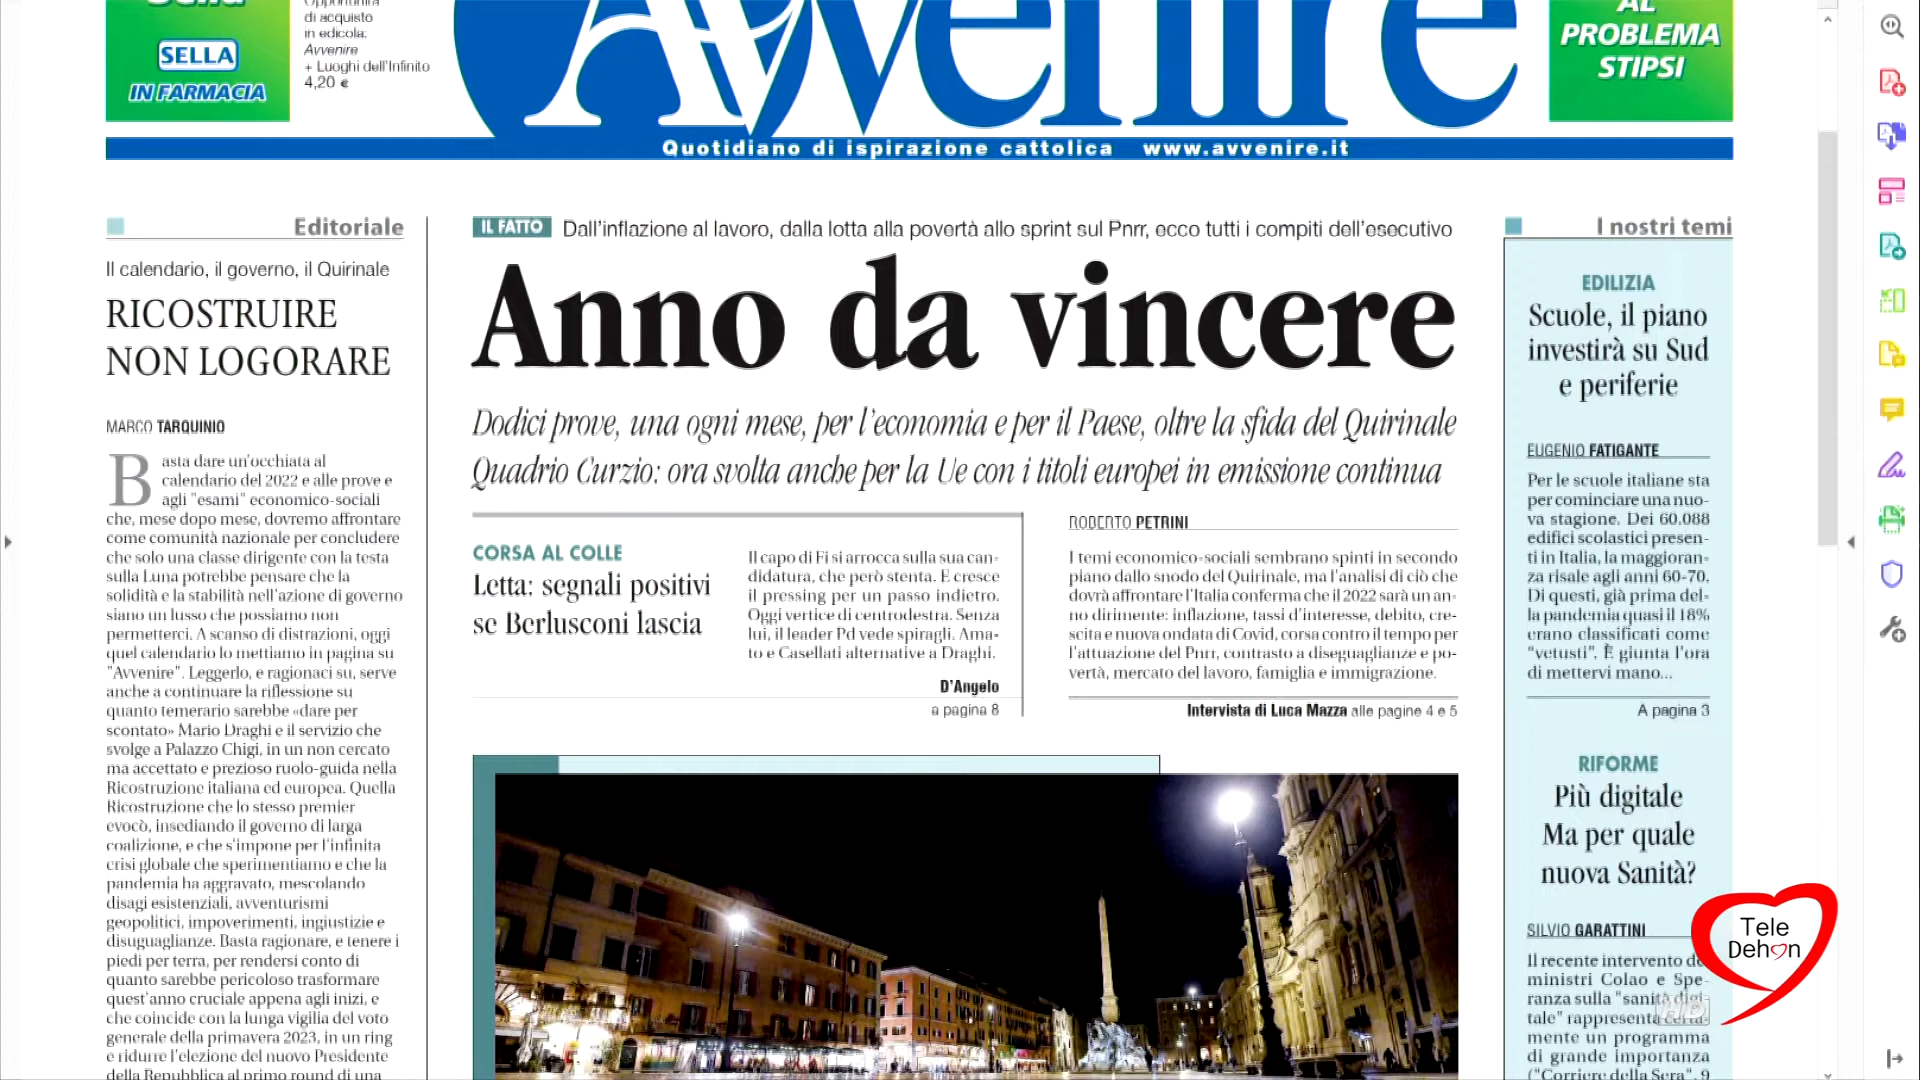 SELLA
IN FARMACIA
di acquisto
in edicola:
Avvenire
+ Luoghi dell'Infinito
4,20 €
Avvenire
AL
PROBLEMA
STIPSI
Quotidiano di ispirazione cattolica www.avvenire.it
Editoriale
Il calendario, il governo, il Quirinale
RICOSTRUIRE
NON LOGORARE
MARCO TARQUINIO
Basta dare un'occhiata al
calendario del 2022 e alle prove e
agli "esami" economico-sociali
che, mese dopo mese, dovremo affrontare
come comunità nazionale per concludere
che solo una classe dirigente con la testa
sulla Luna potrebbe pensare che la
solidità e la stabilità nell'azione di governo
siano un lusso che possiamo non
permetterci. A scanso di distrazioni, oggi
quel calendario lo mettiamo in pagina su
"Avvenire". Leggerlo, e ragionaci su, serve
anche a continuare la riflessione su
quanto temerario sarebbe «dare per
scontato» Mario Draghi e il servizio che
svolge a Palazzo Chigi, in un non cercato
ma accettato e prezioso ruolo-guida nella
Ricostruzione italiana ed europea. Quella
Ricostruzione che lo stesso premier
evocò, insediando il governo di larga
coalizione, e che s'impone per l'infinita
crisi globale che sperimentiamo e che la
pandemia ha aggravato, mescolando
disagi esistenziali, avventurismi
geopolitici, impoverimenti, ingiustizie e
disuguaglianze. Basta ragionare, e tenere i
piedi per terra, per rendersi conto di
quanto sarebbe pericoloso trasformare
quest'anno cruciale appena agli inizi, e
che coincide con la lunga vigilia del voto
generale della primavera 2023, in un ring
e ridurre l'elezione del nuovo Presidente
della Repubblica al primo round di una
IL FATTO Dall'inflazione al lavoro, dalla lotta alla povertà allo sprint sul Pnrr, ecco tutti i compiti dell'esecutivo
Anno da vincere
Dodici prove, una ogni mese, per l'economia e per il Paese, oltre la sfida del Quirinale
Quadrio Curzio: ora svolta anche per la Ue con i titoli europei in emissione continua
CORSA AL COLLE
Letta: segnali positivi
se Berlusconi lascia
Il capo di Fi si arrocca sulla sua can-
didatura, che però stenta. E cresce
il pressing per un passo indietro.
Oggi vertice di centrodestra. Senza
lui, il leader Pd vede spiragli. Ama-
to e Casellati alternative a Draghi.
D'Angelo
a pagina 8
ROBERTO PETRINI
I temi economico-sociali sembrano spinti in secondo
piano dallo snodo del Quirinale, ma l'analisi di ciò che
dovrà affrontare l'Italia conferma che il 2022 sarà un an-
no dirimente: inflazione, tassi d'interesse, debito, cre-
scita e nuova ondata di Covid, corsa contro il tempo per
l'attuazione del Pnrr, contrasto a diseguaglianze e po-
vertà, mercato del lavoro, famiglia e immigrazione.
Intervista di Luca Mazza alle pagine 4 e 5
I nostri temi
EDILIZIA
Scuole, il piano
investirà su Sud
e periferie
EUGENIO FATIGANTE
Per le scuole italiane sta
per cominciare una nuo-
va stagione. Dei 60.088
edifici scolastici presen-
ti in Italia, la maggioran-
za risale agli anni 60-70.
Di questi, già prima del-
la pandemia quasi il 18%
erano classificati come
"vetusti". È giunta l'ora
di mettervi mano...
A pagina 3
RIFORME
Più digitale
Ma per quale
nuova Sanità?
SILVIO GARATTINI
Il recente intervento
ministri Colao e Spe-
ranza sulla "sanità digi-
tale" rappresenta
mente un programma
di grande importanza
("Corriere della Sera", 9
Tele
Dehon
HD